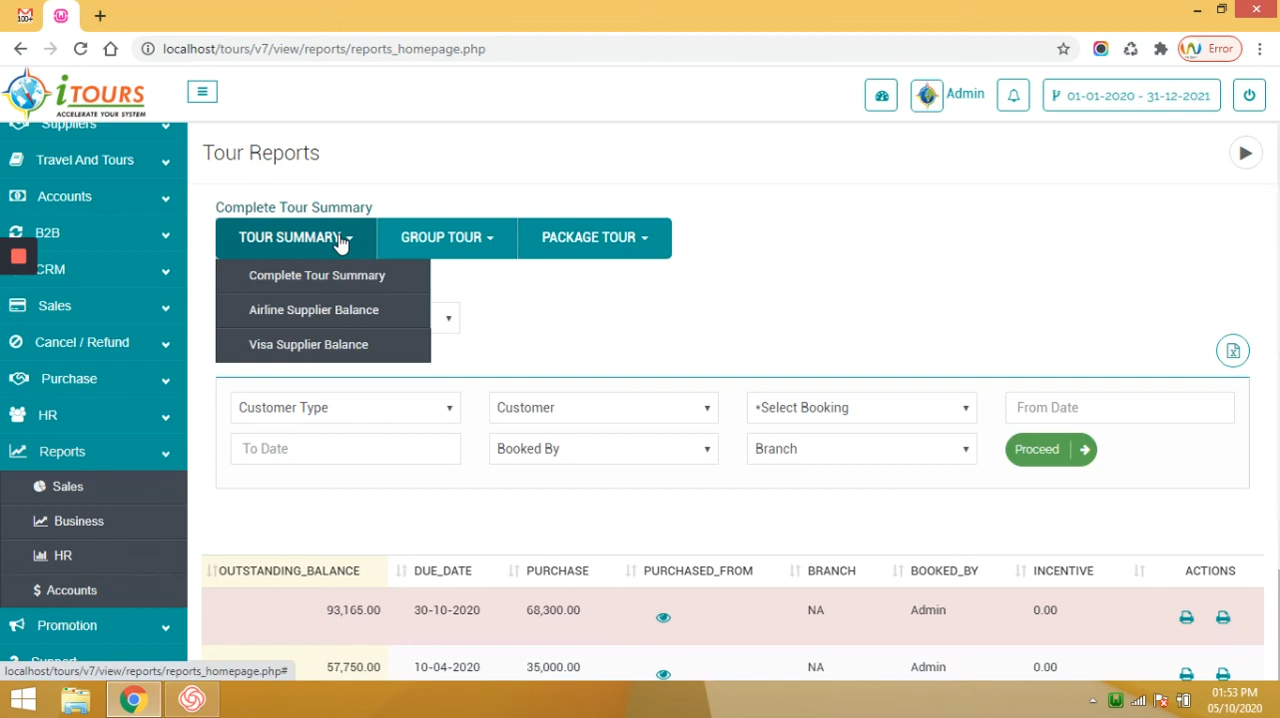 100+
localhost/tours/v7/view/reports/reports_homepage.php
Error
iTOURS
ACCELERATE YOUR SYSTEM
Admin
01-01-2020 - 31-12-2021
Suppliers
Travel And Tours
Accounts
B2B
CRM
Sales
Cancel / Refund
Purchase
HR
Reports
Sales
Business
HR
Accounts
Promotion
Support
Tour Reports
Complete Tour Summary
TOUR SUMMARY GROUP TOUR PACKAGE TOUR
Complete Tour Summary
Airline Supplier Balance
Visa Supplier Balance
Customer Type Customer *Select Booking From Date
To Date Booked By Branch Proceed
OUTSTANDING_BALANCE DUE_DATE PURCHASE PURCHASED_FROM BRANCH BOOKED_BY INCENTIVE ACTIONS
93,165.00 30-10-2020 68,300.00 NA Admin 0.00
57,750.00 10-04-2020 35,000.00 NA Admin 0.00
localhost/tours/v7/view/reports/reports_homepage.php#
01:53 PM
05/10/2020